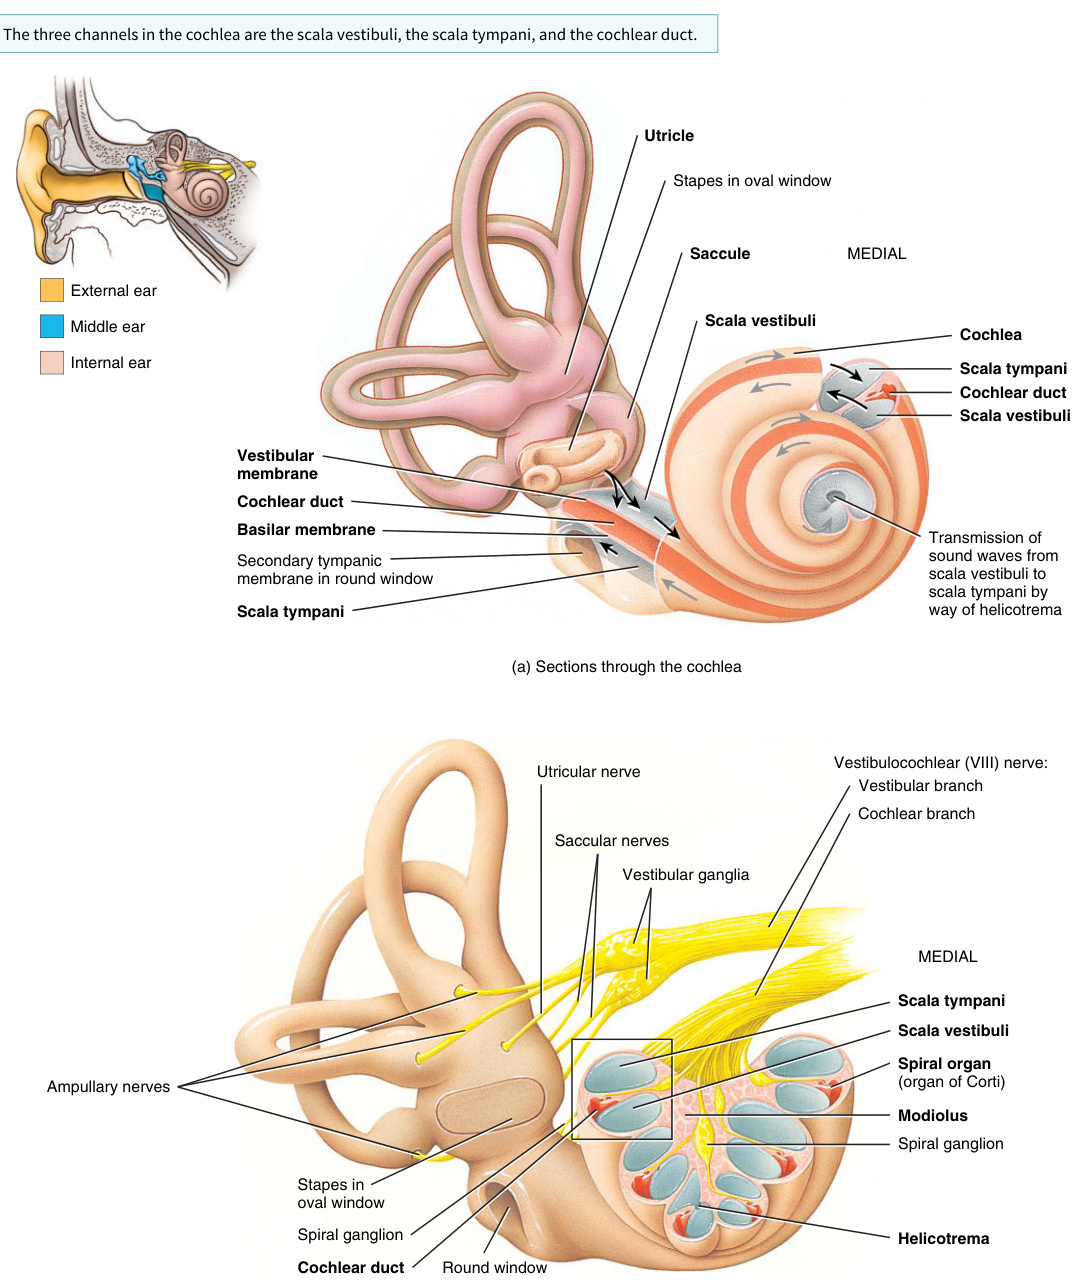 The three channels in the cochlea are the scala vestibuli, the scala tympani, and the cochlear duct.
External ear
Middle ear
Internal ear
Utricle
Stapes in oval window
Saccule
MEDIAL
Scala vestibuli
Cochlea
Scala tympani
Cochlear duct
Scala vestibuli
Vestibular
membrane
Cochlear duct
Basilar membrane
Secondary tympanic
membrane in round window
Scala tympani
Transmission of
sound waves from
scala vestibuli to
scala tympani by
way of helicotrema
(a) Sections through the cochlea
Utricular nerve
Saccular nerves
Vestibular ganglia
Vestibulocochlear (VIII) nerve:
Vestibular branch
Cochlear branch
MEDIAL
Scala tympani
Scala vestibuli
Spiral organ
(organ of Corti)
Modiolus
Spiral ganglion
Helicotrema
Ampullary nerves
Stapes in
oval window
Spiral ganglion
Cochlear duct
Round window